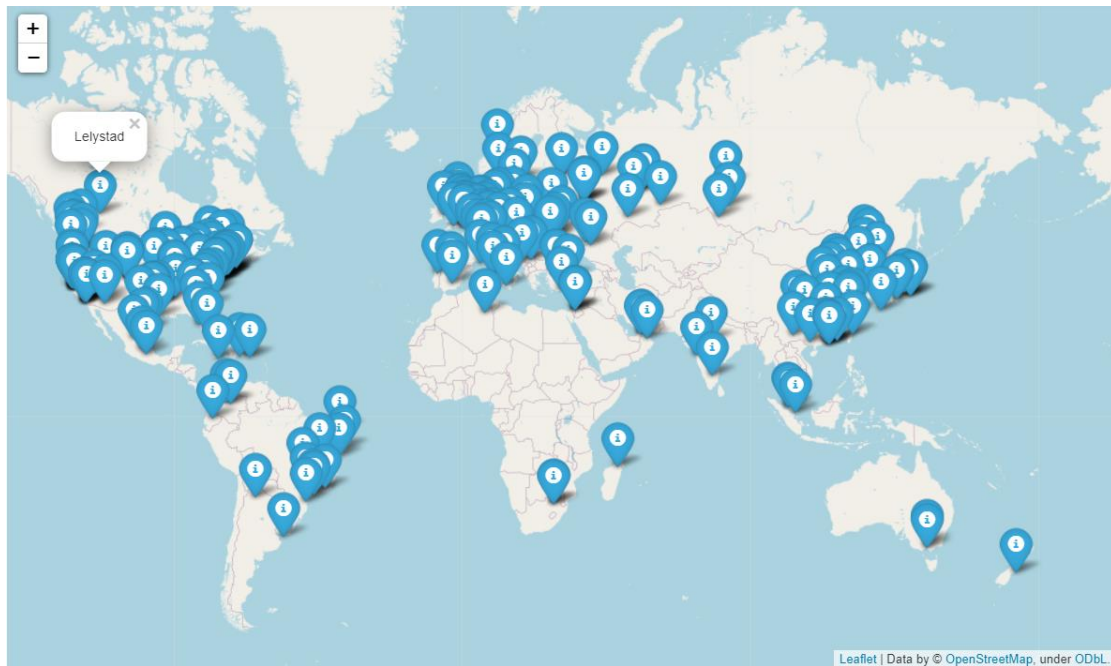 +
−
Lelystad ×
Leaflet | Data by © OpenStreetMap, under ODbL.